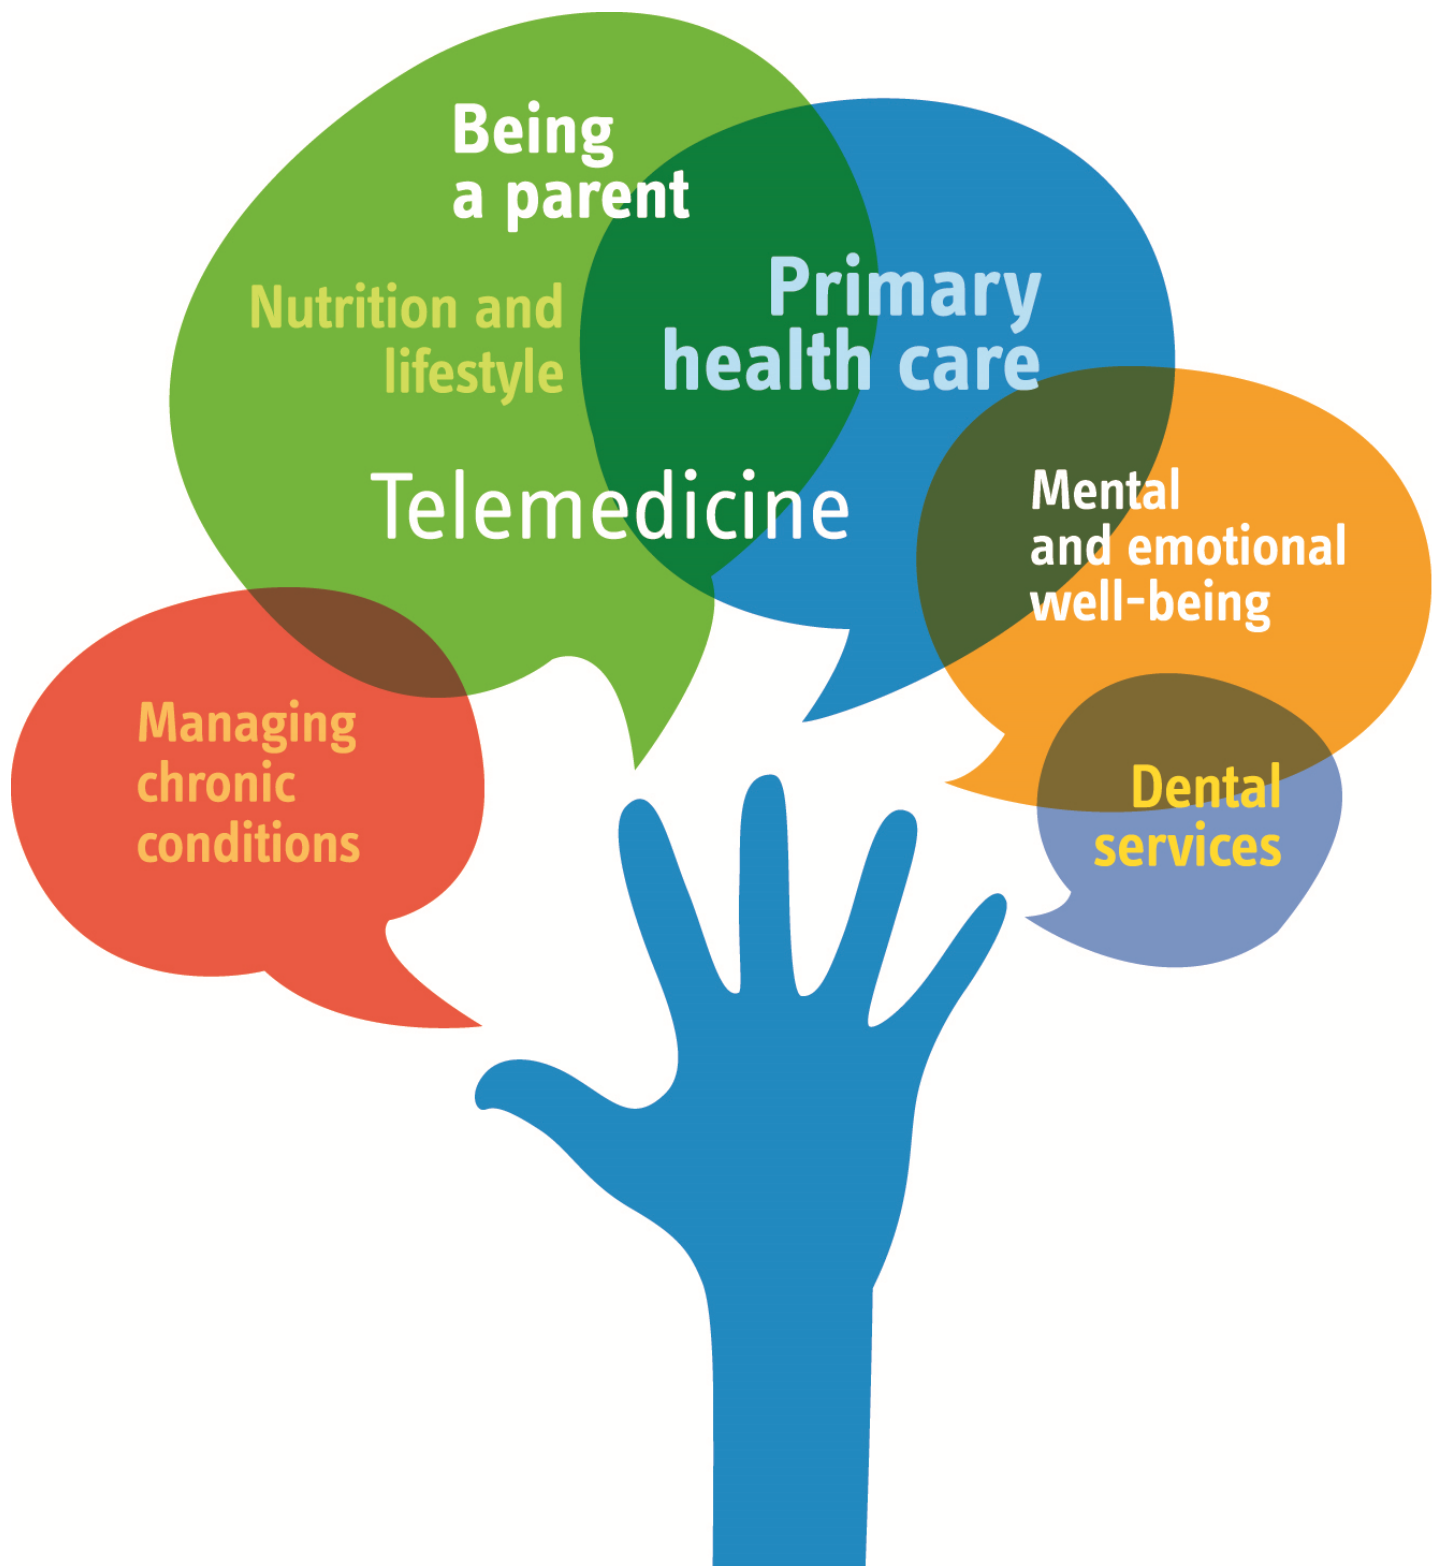 Being
a parent
Nutrition and
lifestyle
Primary
health care
Telemedicine
Mental
and emotional
well-being
Managing
chronic
conditions
Dental
services